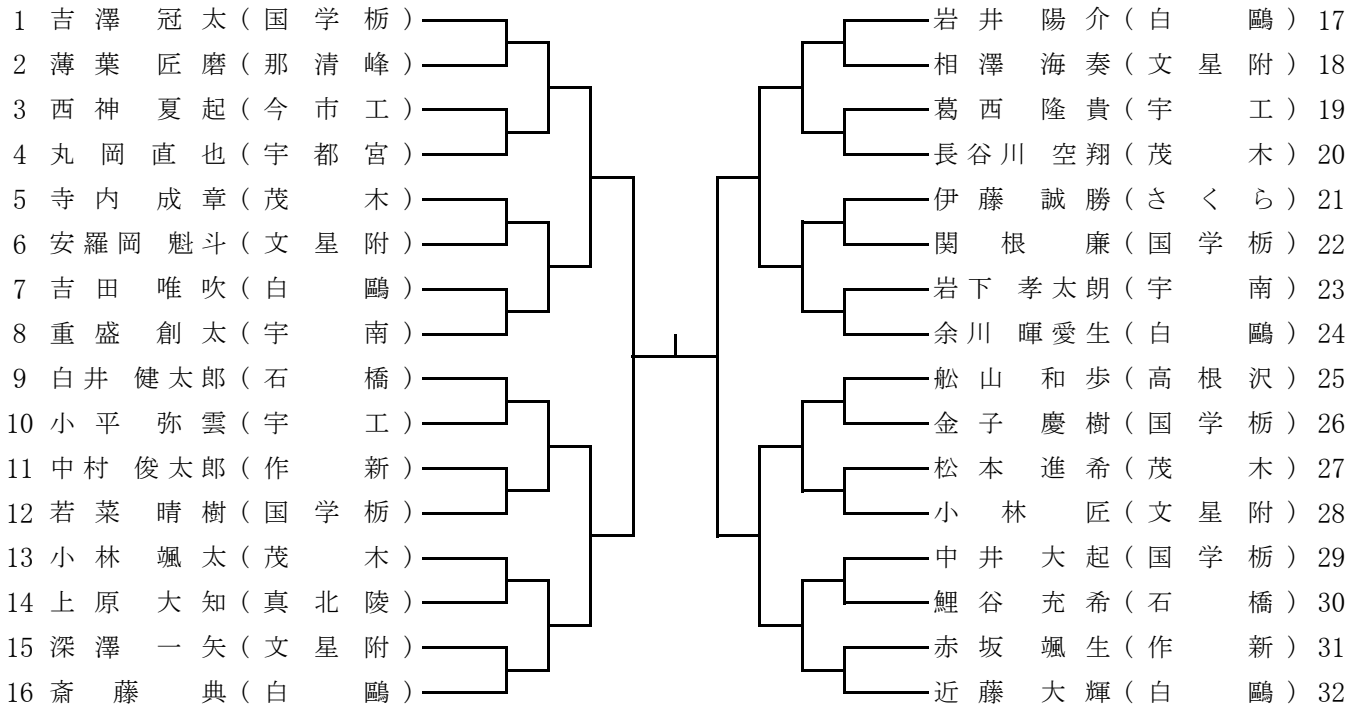 1 吉澤 冠太(国学栃)
2 薄葉 匠磨(那清峰)
3 西神 夏起(今市工)
4 丸岡直也(宇都宮)
5 寺内 成章(茂木)
6 安羅岡 魁斗(文星附)
7 吉田 唯吹(白鷗)
8 重盛 創太(宇南)
9 白井 健太郎(石橋)
10 小平 弥雲(宇工)
11 中村 俊太郎(作新)
12 若菜 晴樹(国学栃)
13 小林 颯太(茂木)
14 上原 大知(真北陵)
15 深澤 一矢(文星附)
16 斎藤 典(白鷗)
岩井 陽介(白鷗) 17
相澤 海奏(文星附) 18
葛西 隆貴(宇工) 19
長谷川 空翔(茂木) 20
伊藤 誠勝(さくら) 21
関根 廉(国学栃) 22
岩下 孝太朗(宇南) 23
余川 暉愛生(白鷗) 24
舩山 和歩(高根沢) 25
金子 慶樹(国学栃) 26
松本 進希(茂木) 27
小林 匠(文星附) 28
中井 大起(国学栃) 29
鯉谷 充希(石橋) 30
赤坂 颯生(作新) 31
近藤 大輝(白鷗) 32